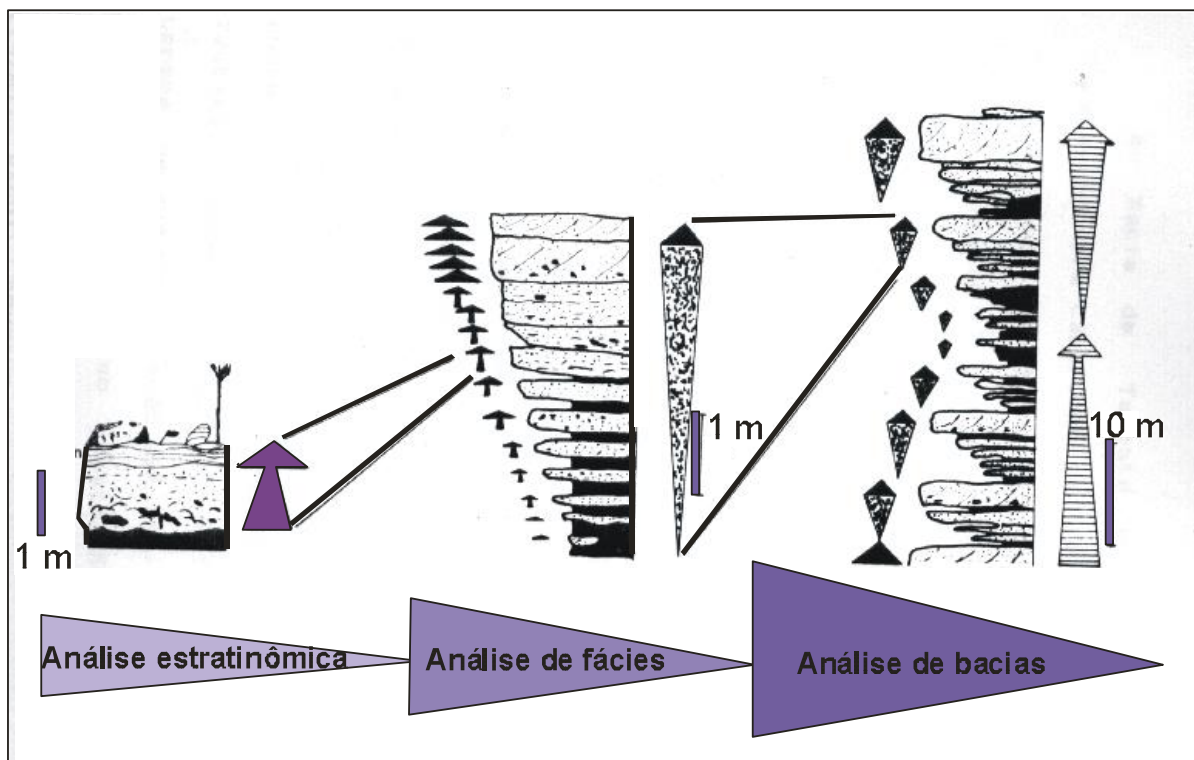 1 m
1 m
10 m
Análise estratinômica
Análise de fácies
Análise de bacias